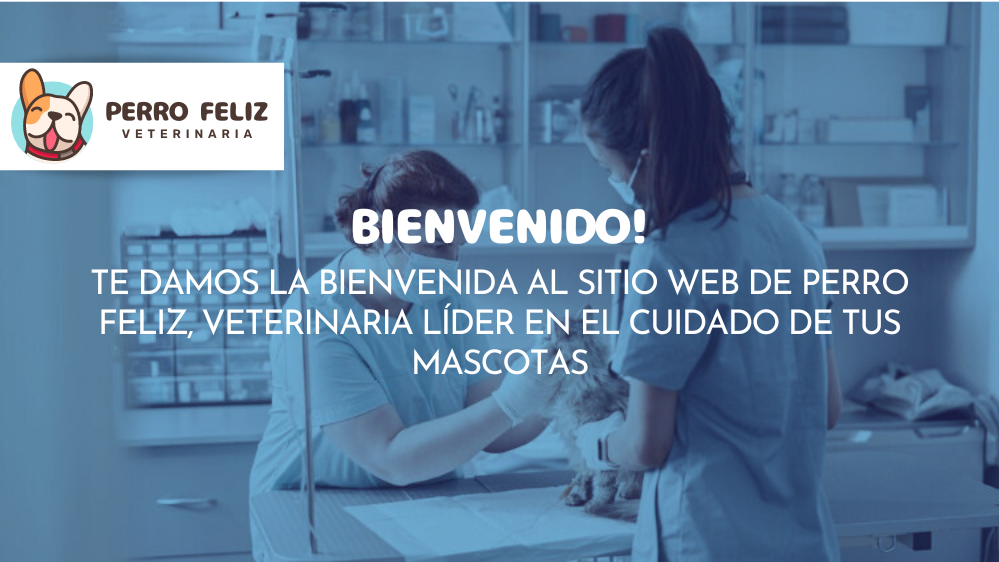 PERRO FELIZ
VETERINARIA
BIENVENIDO!
TE DAMOS LA BIENVENIDA AL SITIO WEB DE PERRO
FELIZ, VETERINARIA LÍDER EN EL CUIDADO DE TUS
MASCOTAS